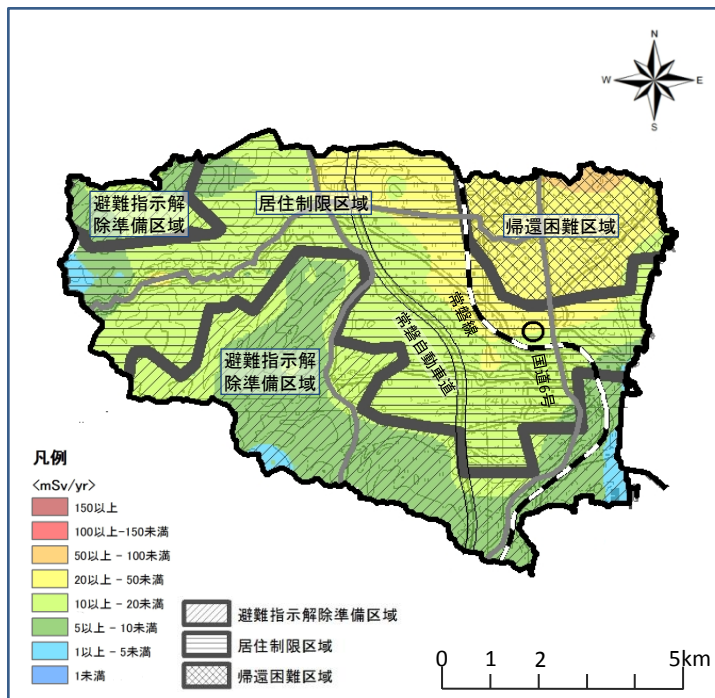 N
W E
S
避難指示解
除準備区域
居住制限区域
帰還困難区域
常磐線
常磐自動車道
国道6号
避難指示解
除準備区域
凡例
<mSv/yr>
150以上
100以上-150未満
50以上 - 100未満
20以上 - 50未満
10以上 - 20未満
5以上 - 10未満
1以上 - 5未満
1未満
避難指示解除準備区域
居住制限区域
帰還困難区域
0 1 2 5km